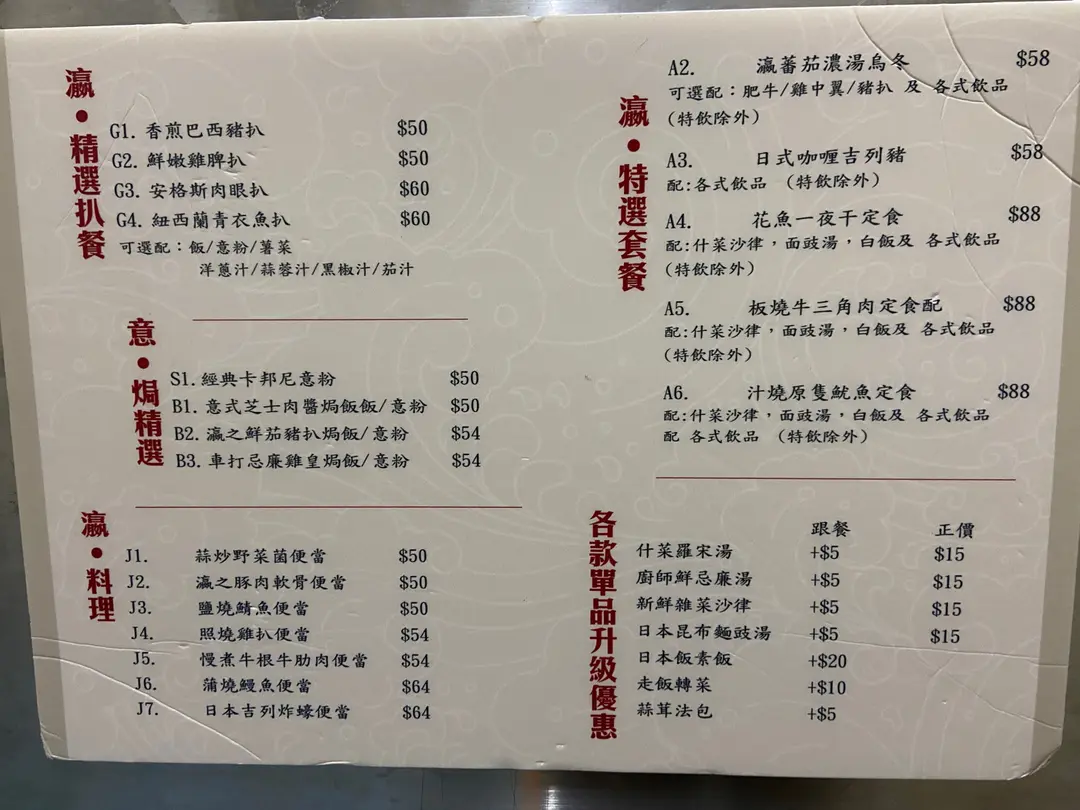 瀛•精選扒餐
G1. 香煎巴西豬扒 $50
G2. 鮮嫩雞脾扒 $50
G3. 安格斯肉眼扒 $60
G4. 紐西蘭青衣魚扒 $60
可選配：飯/意粉/薯菜
洋蔥汁/蒜蓉汁/黑椒汁/茄汁
意•焗精選
S1. 經典卡邦尼意粉 $50
B1. 意式芝士肉醬焗飯飯/意粉 $50
B2. 瀛之鮮茄豬扒焗飯/意粉 $54
B3. 車打忌廉雞皇焗飯/意粉 $54
瀛•料理
J1. 蒜炒野菜菌便當 $50
J2. 瀛之豚肉軟骨便當 $50
J3. 鹽燒鯖魚便當 $50
J4. 照燒雞扒便當 $54
J5. 慢煮牛根牛肋肉便當 $54
J6. 蒲燒鰻魚便當 $64
J7. 日本吉列炸蠔便當 $64
瀛•特選套餐
A2. 瀛蕃茄濃湯烏冬 $58
可選配：肥牛/雞中翼/豬扒 及 各式飲品
(特飲除外)
A3. 日式咖喱吉列豬 $58
配:各式飲品 (特飲除外)
A4. 花魚一夜干定食 $88
配:什菜沙律，面豉湯，白飯及 各式飲品
(特飲除外)
A5. 板燒牛三角肉定食配 $88
配:什菜沙律，面豉湯，白飯及 各式飲品
(特飲除外)
A6. 汁燒原隻魷魚定食 $88
配:什菜沙律，面豉湯，白飯及 各式飲品
配 各式飲品 (特飲除外)
各款單品升級優惠
跟餐 正價
什菜羅宋湯 +$5 $15
廚師鮮忌廉湯 +$5 $15
新鮮雜菜沙律 +$5 $15
日本昆布麵豉湯 +$5 $15
日本飯素飯 +$20
走飯轉菜 +$10
蒜茸法包 +$5